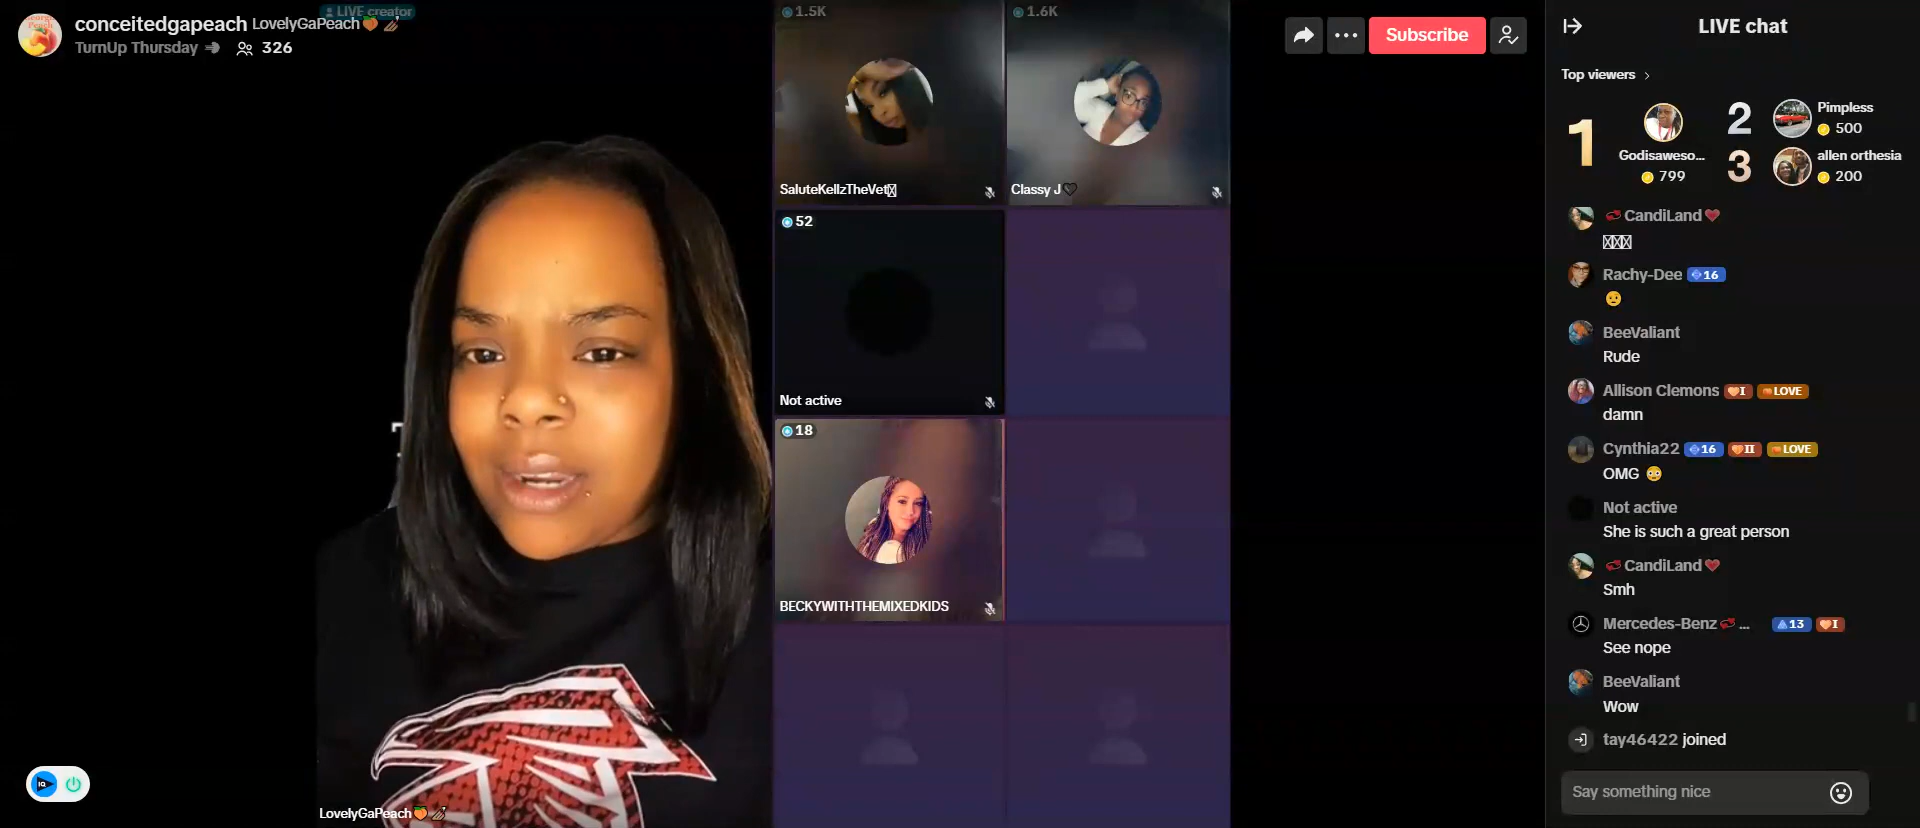 conceitedgapeach LovelyGaPeach🍑💅🏾
TurnUp Thursday 326
LIVE creator
1.5K
1.6K
Subscribe
SaluteKellzTheVet
Classy J🖤
52
Not active
18
BECKYWITHTHEMIXEDKIDS
LovelyGaPeach🍑💅🏾
LIVE chat
Top viewers >
1
Godisaweso...
799
2
Pimpless
500
3
allen orthesia
200
💞CandiLand❤️
Rachy-Dee 16
😟
BeeValiant
Rude
Allison Clemons I LOVE
damn
Cynthia22 16 II LOVE
OMG 😳
Not active
She is such a great person
💞CandiLand❤️
Smh
Mercedes-Benz💞... 13 I
See nope
BeeValiant
Wow
tay46422 joined
Say something nice